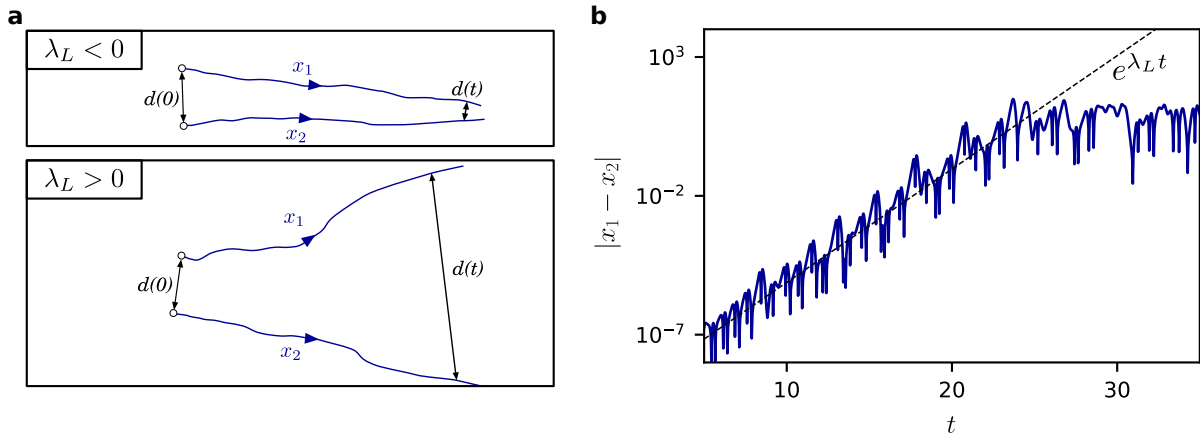 a
λ_L < 0
x_1
d(0)
d(t)
x_2
λ_L > 0
x_1
d(0)
d(t)
x_2
b
10^3
e^{λ_L t}
|x_1 − x_2|
10^{−2}
10^{−7}
10
20
30
t